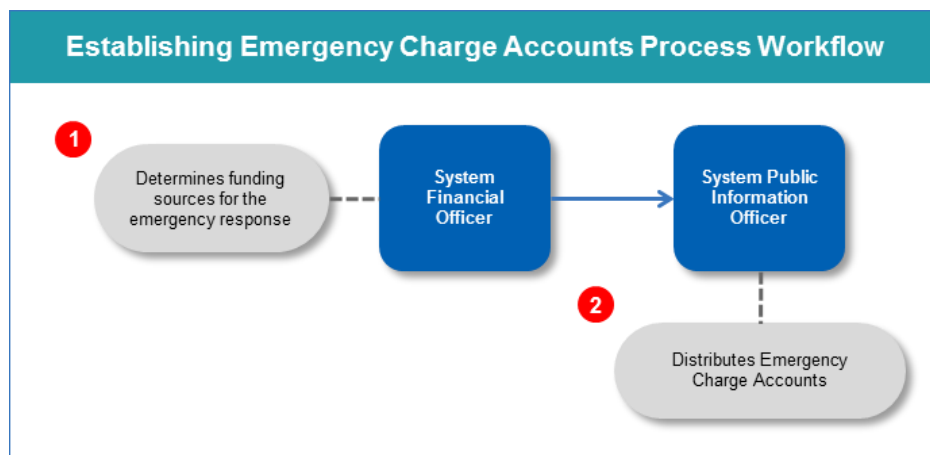 Establishing Emergency Charge Accounts Process Workflow
1
Determines funding
sources for the
emergency response
System
Financial
Officer
System Public
Information
Officer
2
Distributes Emergency
Charge Accounts